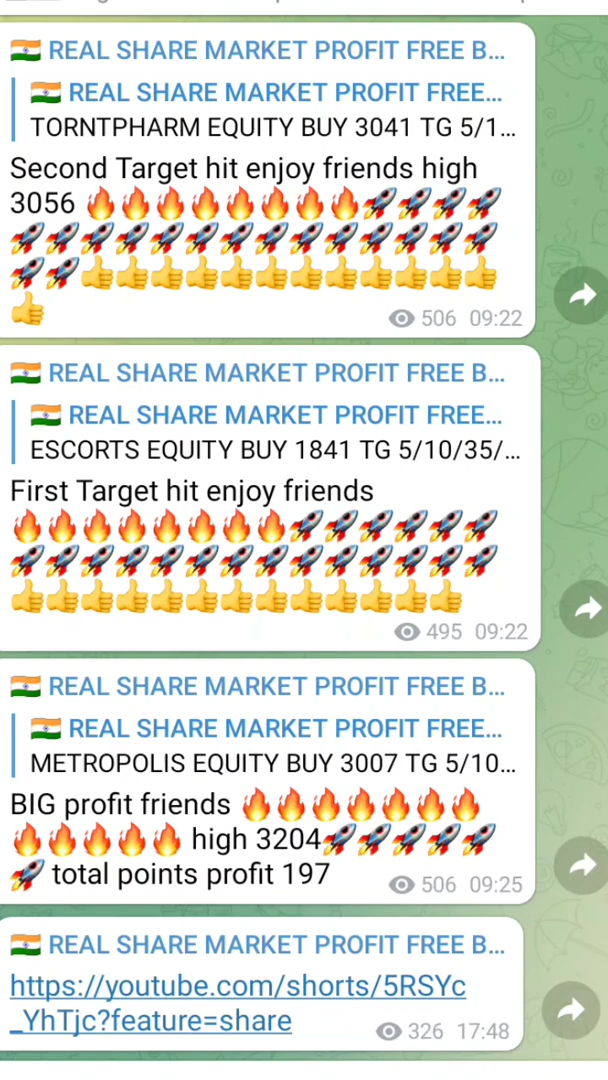 🇮🇳 REAL SHARE MARKET PROFIT FREE B...
🇮🇳 REAL SHARE MARKET PROFIT FREE...
TORNTPHARM EQUITY BUY 3041 TG 5/1...
Second Target hit enjoy friends high
3056 🔥🔥🔥🔥🔥🔥🔥🔥🚀🚀🚀🚀
🚀🚀🚀🚀🚀🚀🚀🚀🚀🚀🚀🚀🚀🚀
🚀🚀👍👍👍👍👍👍👍👍👍👍👍👍
👍
506 09:22
🇮🇳 REAL SHARE MARKET PROFIT FREE B...
🇮🇳 REAL SHARE MARKET PROFIT FREE...
ESCORTS EQUITY BUY 1841 TG 5/10/35/...
First Target hit enjoy friends
🔥🔥🔥🔥🔥🔥🔥🔥🚀🚀🚀🚀🚀🚀
🚀🚀🚀🚀🚀🚀🚀🚀🚀🚀🚀🚀🚀🚀
👍👍👍👍👍👍👍👍👍👍👍👍👍
495 09:22
🇮🇳 REAL SHARE MARKET PROFIT FREE B...
🇮🇳 REAL SHARE MARKET PROFIT FREE...
METROPOLIS EQUITY BUY 3007 TG 5/10...
BIG profit friends 🔥🔥🔥🔥🔥🔥🔥
🔥🔥🔥🔥🔥 high 3204🚀🚀🚀🚀🚀
🚀 total points profit 197
506 09:25
🇮🇳 REAL SHARE MARKET PROFIT FREE B...
https://youtube.com/shorts/5RSYc
_YhTjc?feature=share
326 17:48